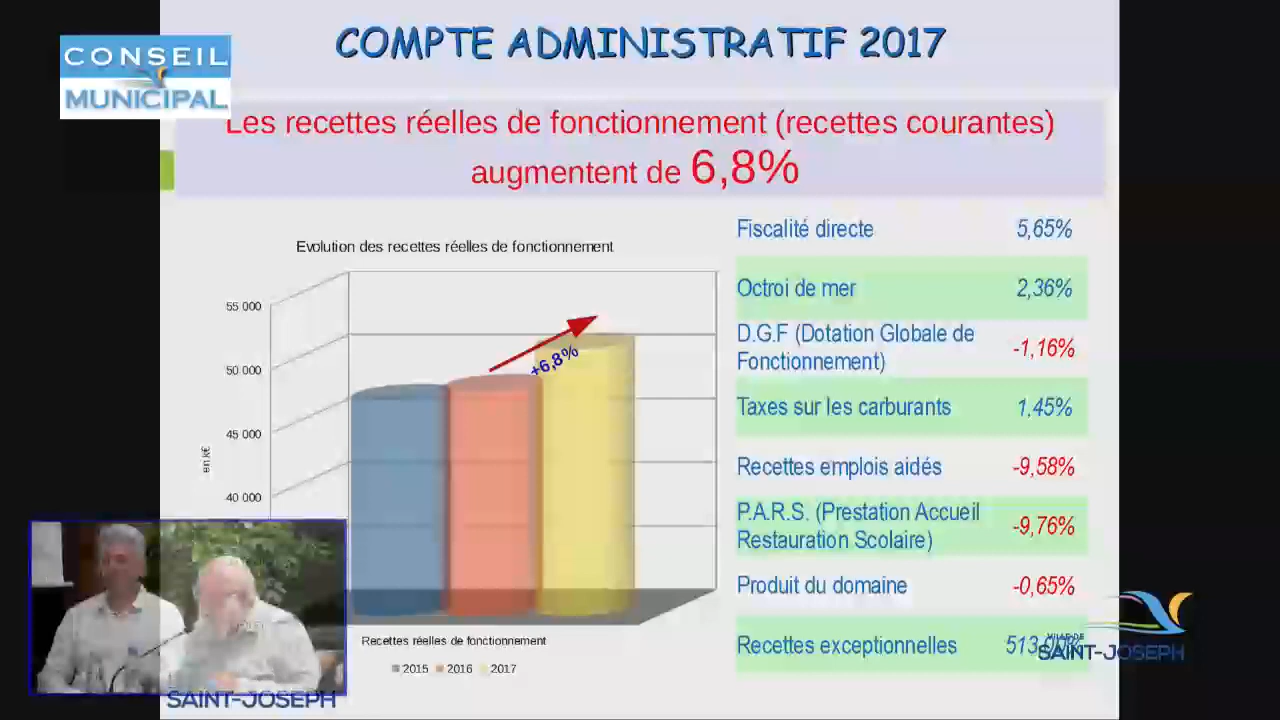 COMPTE ADMINISTRATIF 2017
CONSEIL
MUNICIPAL
Les recettes réelles de fonctionnement (recettes courantes)
augmentent de 6,8%
Evolution des recettes réelles de fonctionnement
55 000
50 000
45 000
40 000
en k€
+6,8%
Recettes réelles de fonctionnement
2015 2016 2017
Fiscalité directe 5,65%
Octroi de mer 2,36%
D.G.F (Dotation Globale de
Fonctionnement) -1,16%
Taxes sur les carburants 1,45%
Recettes emplois aidés -9,58%
P.A.R.S. (Prestation Accueil
Restauration Scolaire) -9,76%
Produit du domaine -0,65%
Recettes exceptionnelles
VILLE DE
SAINT-JOSEPH
SAINT-JOSEPH